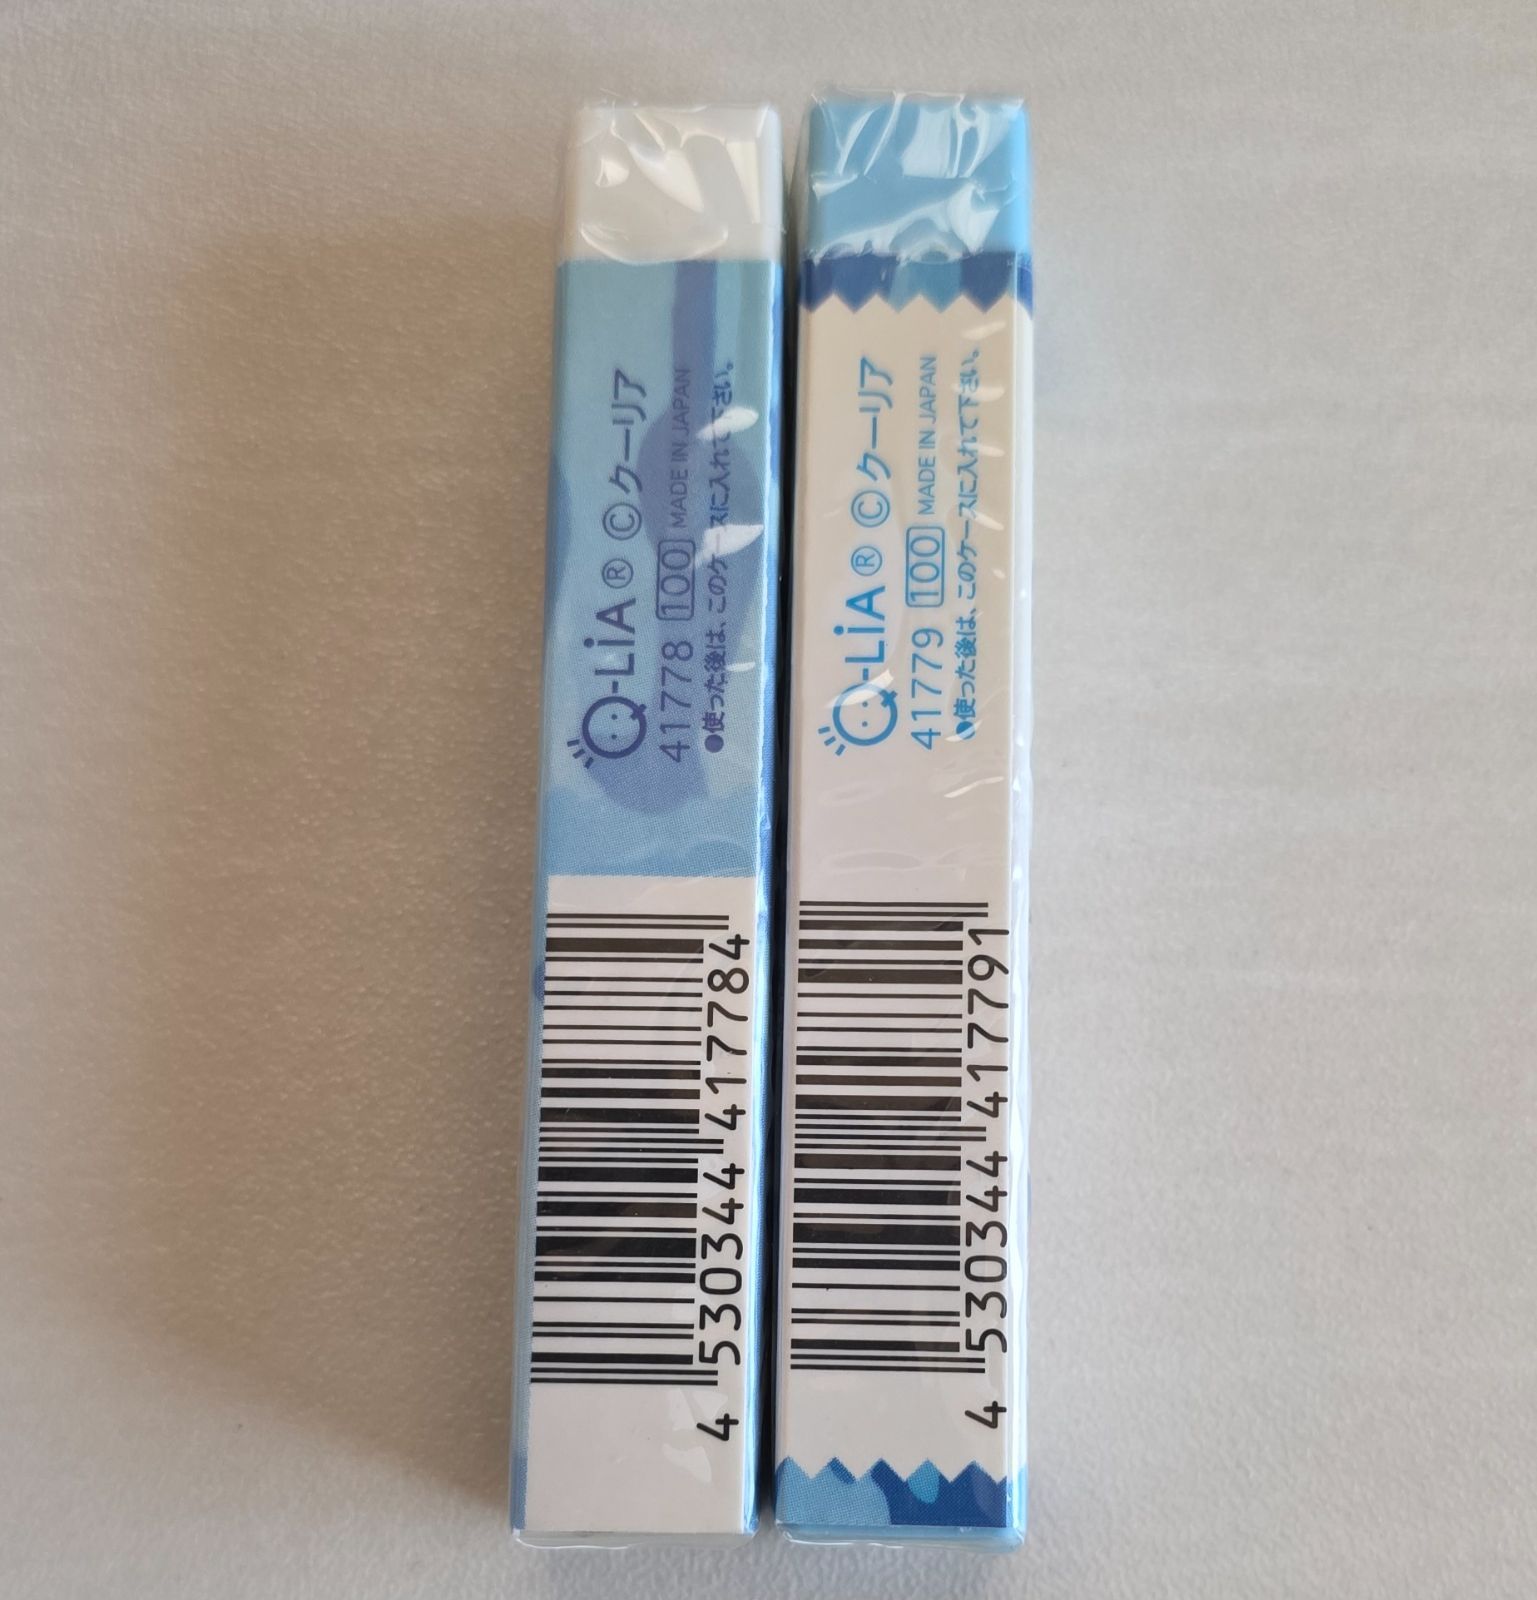 Q-LiA® ©クーリア
41778 100 MADE IN JAPAN
●使った後は、このケースに入れて下さい。
4 530344 417784
Q-LiA® ©クーリア
41779 100 MADE IN JAPAN
●使った後は、このケースに入れて下さい。
4 530344 417791